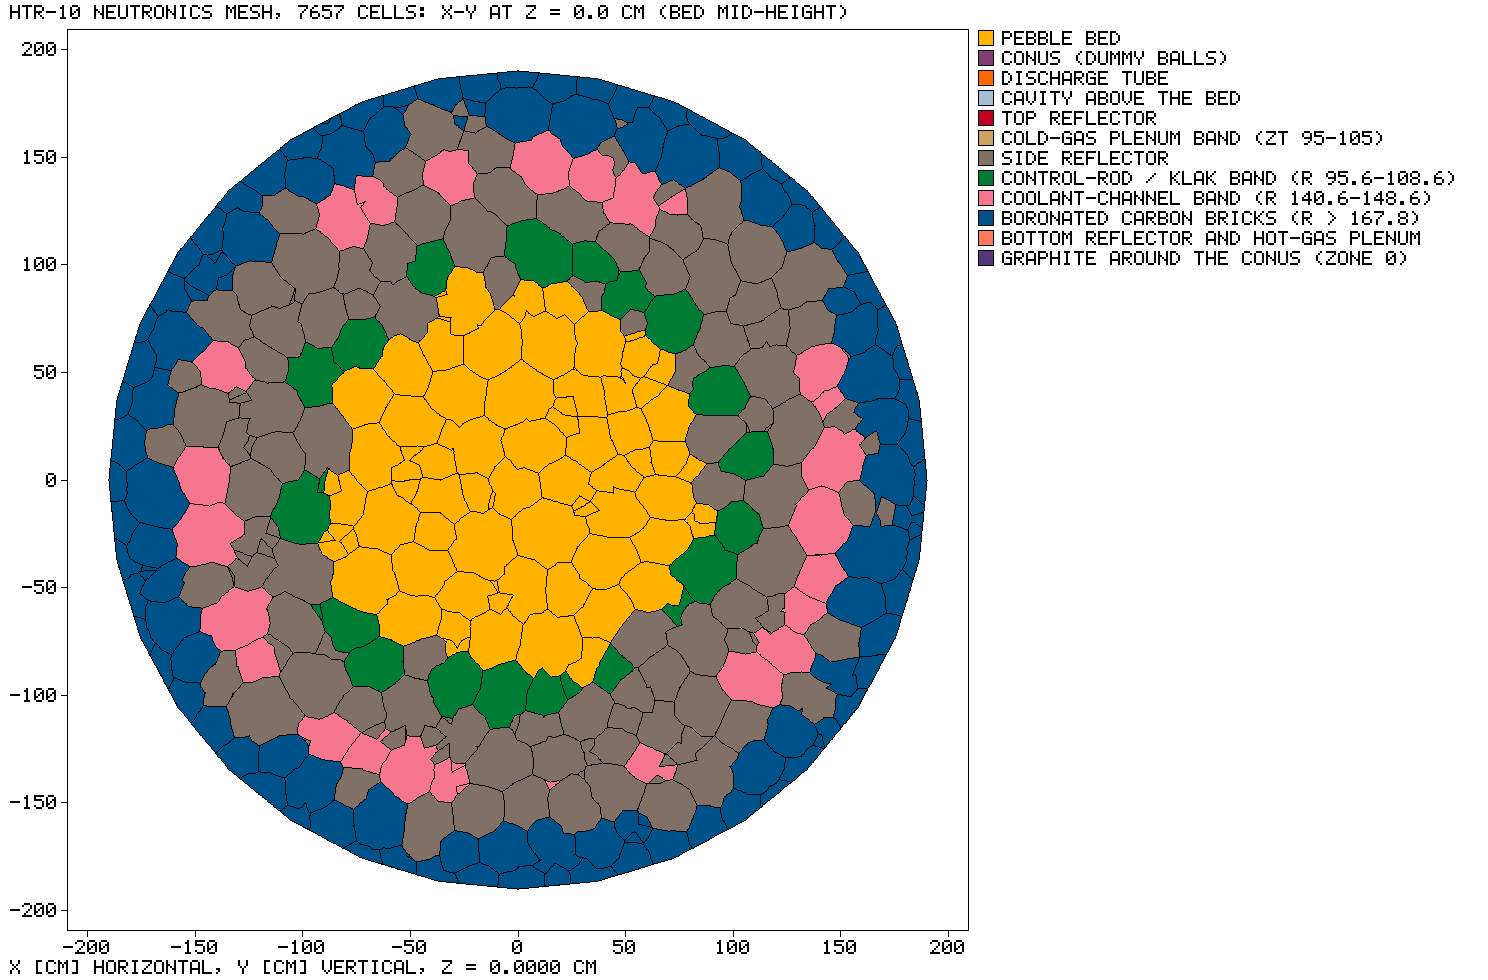 HTR-10 NEUTRONICS MESH, 7657 CELLS: X-Y AT Z = 0.0 CM (BED MID-HEIGHT)
PEBBLE BED
CONUS (DUMMY BALLS)
DISCHARGE TUBE
CAVITY ABOVE THE BED
TOP REFLECTOR
COLD-GAS PLENUM BAND (ZT 95-105)
SIDE REFLECTOR
CONTROL-ROD / KLAK BAND (R 95.6-108.6)
COOLANT-CHANNEL BAND (R 140.6-148.6)
BORONATED CARBON BRICKS (R > 167.8)
BOTTOM REFLECTOR AND HOT-GAS PLENUM
GRAPHITE AROUND THE CONUS (ZONE 0)
200
150
100
50
0
-50
-100
-150
-200
-200 -150 -100 -50 0 50 100 150 200
X [CM] HORIZONTAL, Y [CM] VERTICAL, Z = 0.0000 CM